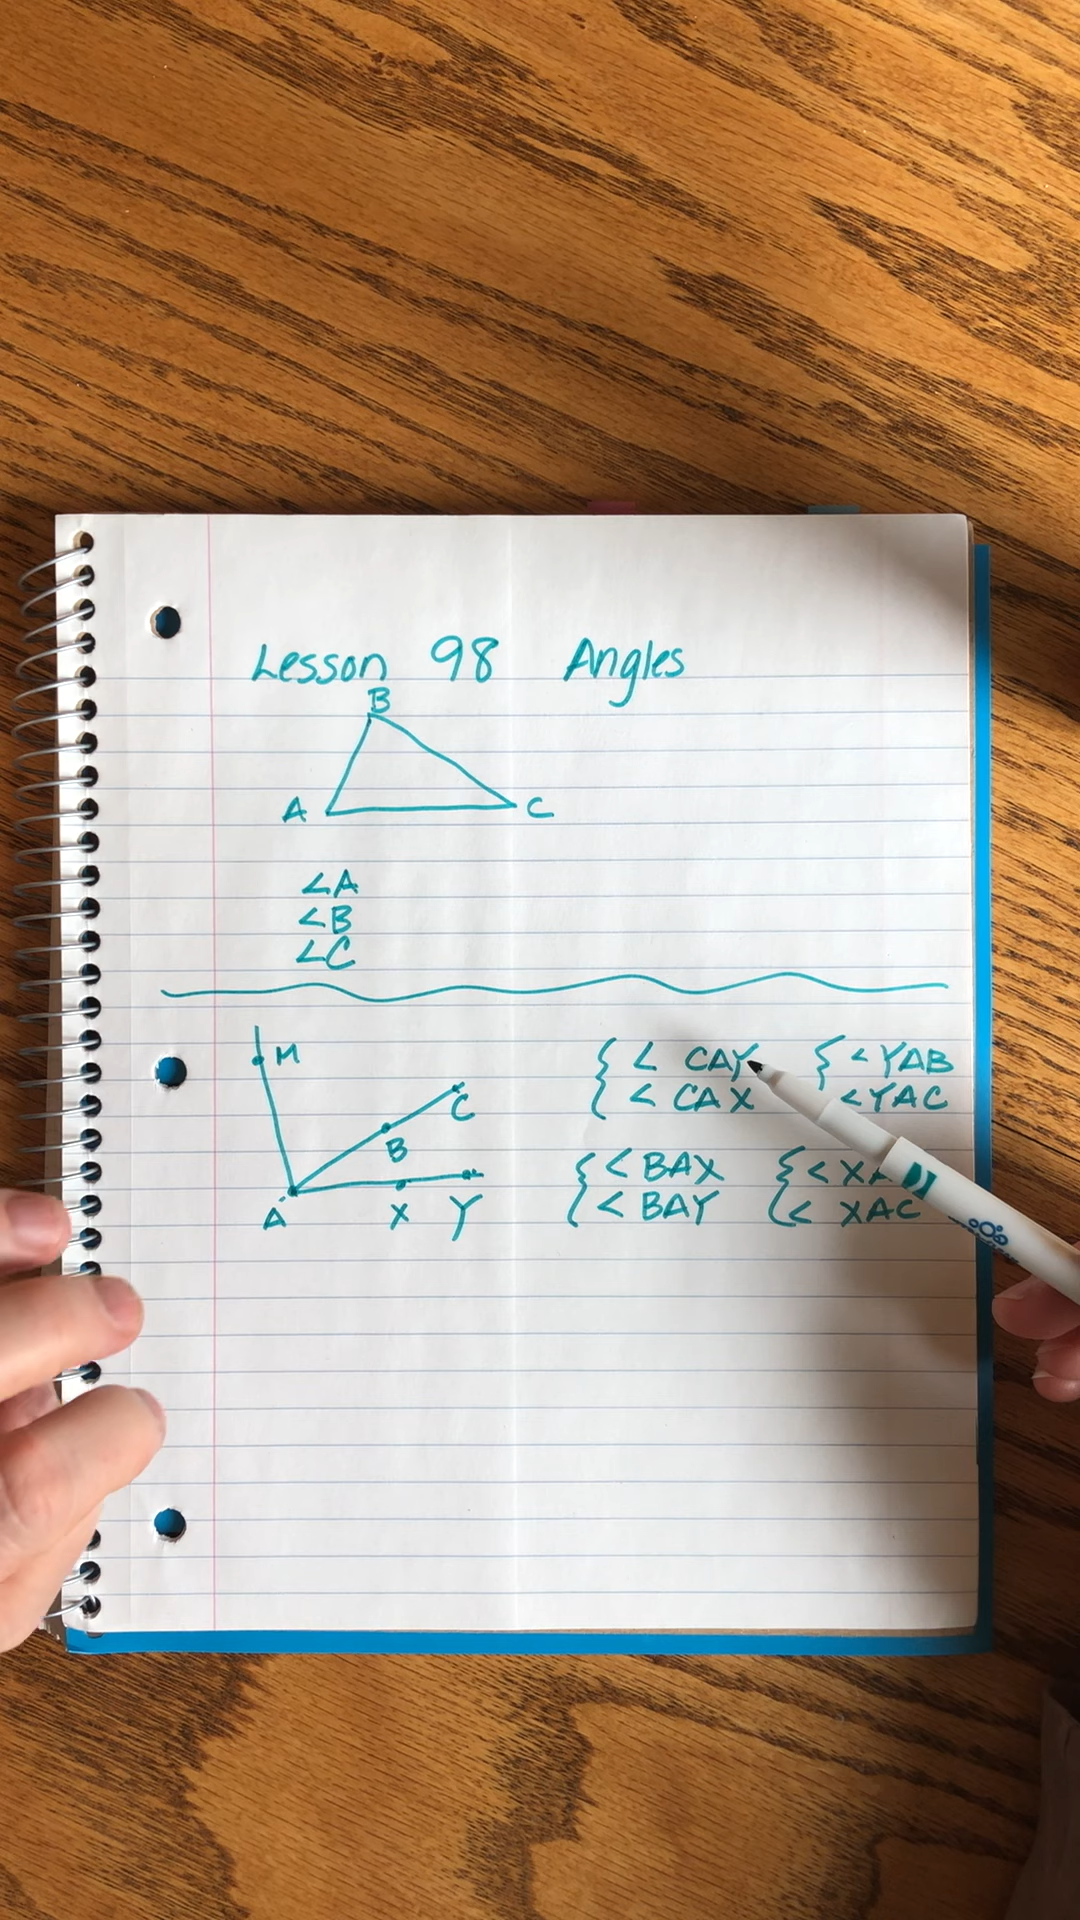 Lesson 98 Angles
B
A C
<A
<B
<C
M
C
B
A X Y
{ < CAY { < YAB
< CAX < YAC
{ < BAX { <
< BAY < XAC